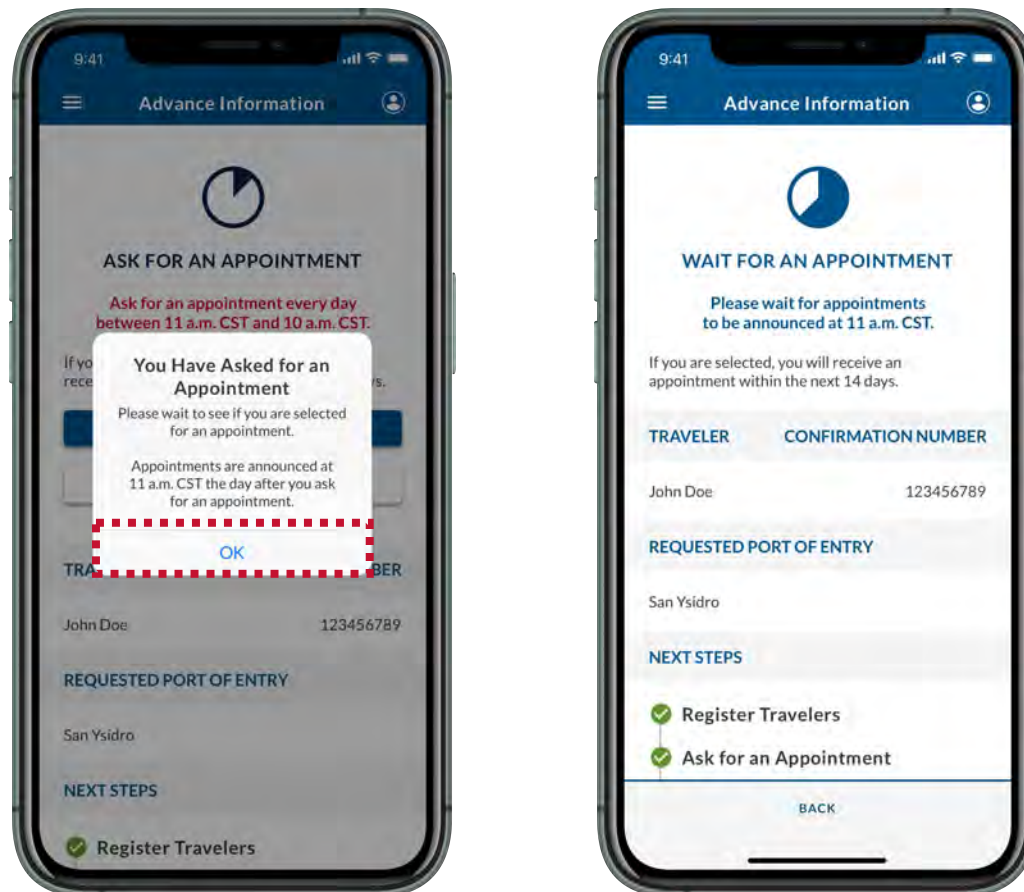 9:41
Advance Information
ASK FOR AN APPOINTMENT
Ask for an appointment every day
between 11 a.m. CST and 10 a.m. CST.
If yo
rece s.
You Have Asked for an
Appointment
Please wait to see if you are selected
for an appointment.
Appointments are announced at
11 a.m. CST the day after you ask
for an appointment.
OK
TRA BER
John Doe 123456789
REQUESTED PORT OF ENTRY
San Ysidro
NEXT STEPS
Register Travelers
9:41
Advance Information
WAIT FOR AN APPOINTMENT
Please wait for appointments
to be announced at 11 a.m. CST.
If you are selected, you will receive an
appointment within the next 14 days.
TRAVELER CONFIRMATION NUMBER
John Doe 123456789
REQUESTED PORT OF ENTRY
San Ysidro
NEXT STEPS
Register Travelers
Ask for an Appointment
BACK